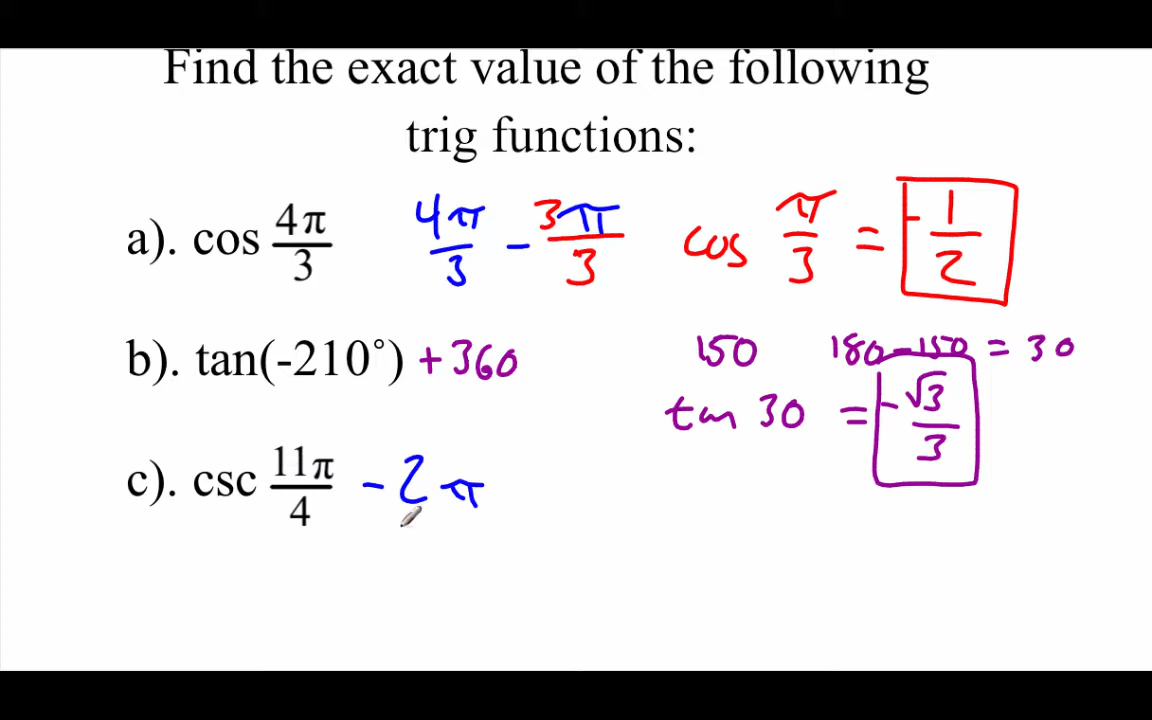 Find the exact value of the following
trig functions:
a). cos 4π/3 4π/3 - 3π/3 cos π/3 = -1/2
b). tan(-210°) +360 150 180-150 = 30
tan 30 = -√3/3
c). csc 11π/4 - 2π